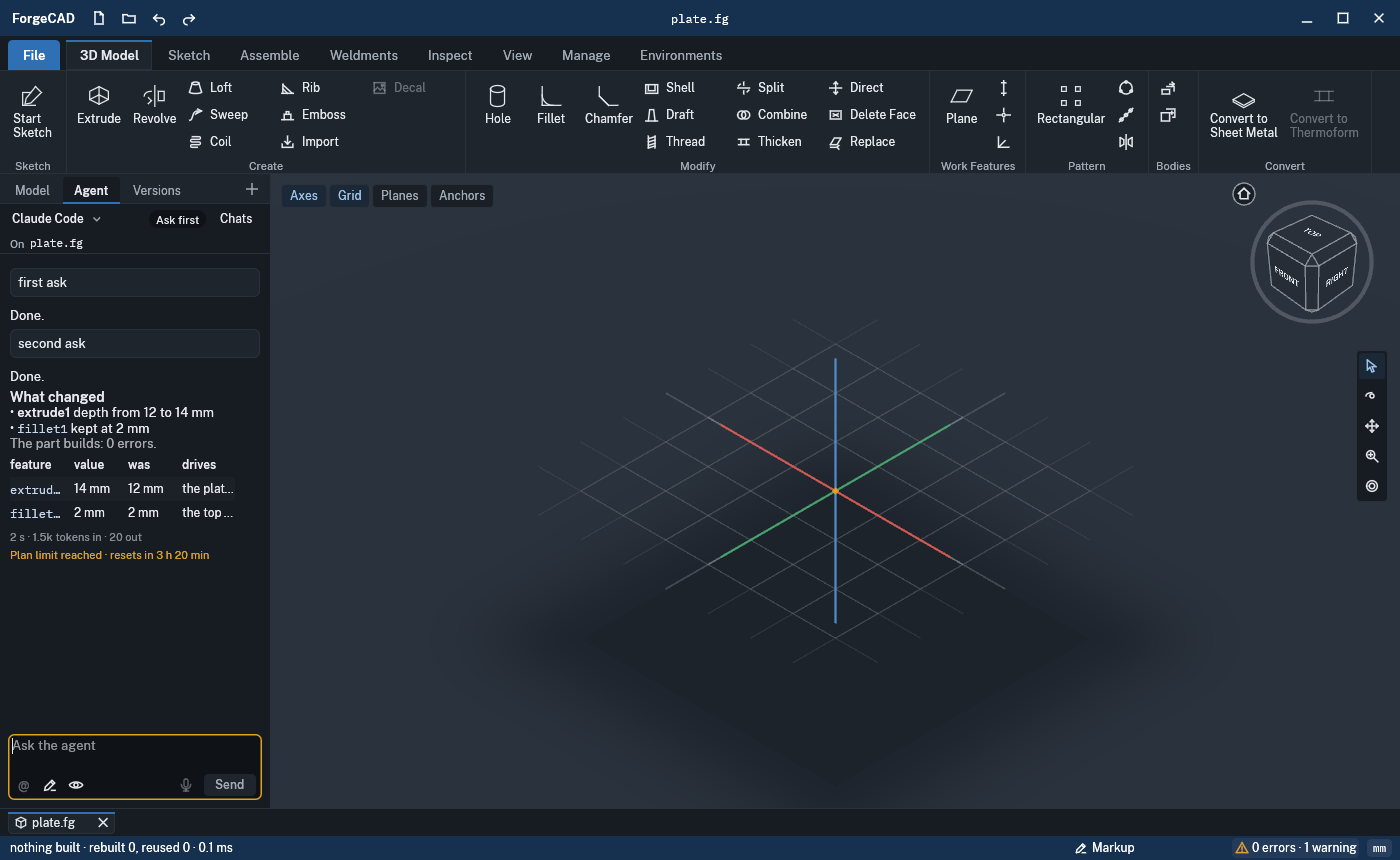 ForgeCAD
plate.fg
File
3D Model
Sketch
Assemble
Weldments
Inspect
View
Manage
Environments
Start Sketch
Extrude
Revolve
Loft
Sweep
Coil
Rib
Emboss
Import
Decal
Hole
Fillet
Chamfer
Shell
Draft
Thread
Split
Combine
Thicken
Direct
Delete Face
Replace
Plane
Rectangular
Convert to Sheet Metal
Convert to Thermoform
Sketch
Create
Modify
Work Features
Pattern
Bodies
Convert
Model
Agent
Versions
Axes
Grid
Planes
Anchors
Claude Code
Ask first
Chats
On plate.fg
first ask
Done.
second ask
Done.
What changed
• extrude1 depth from 12 to 14 mm
• fillet1 kept at 2 mm
The part builds: 0 errors.
feature value was drives
extrud… 14 mm 12 mm the plat…
fillet… 2 mm 2 mm the top …
2 s · 1.5k tokens in · 20 out
Plan limit reached · resets in 3 h 20 min
TOP
FRONT
RIGHT
Ask the agent
@
Send
plate.fg
nothing built · rebuilt 0, reused 0 · 0.1 ms
Markup
0 errors · 1 warning
mm